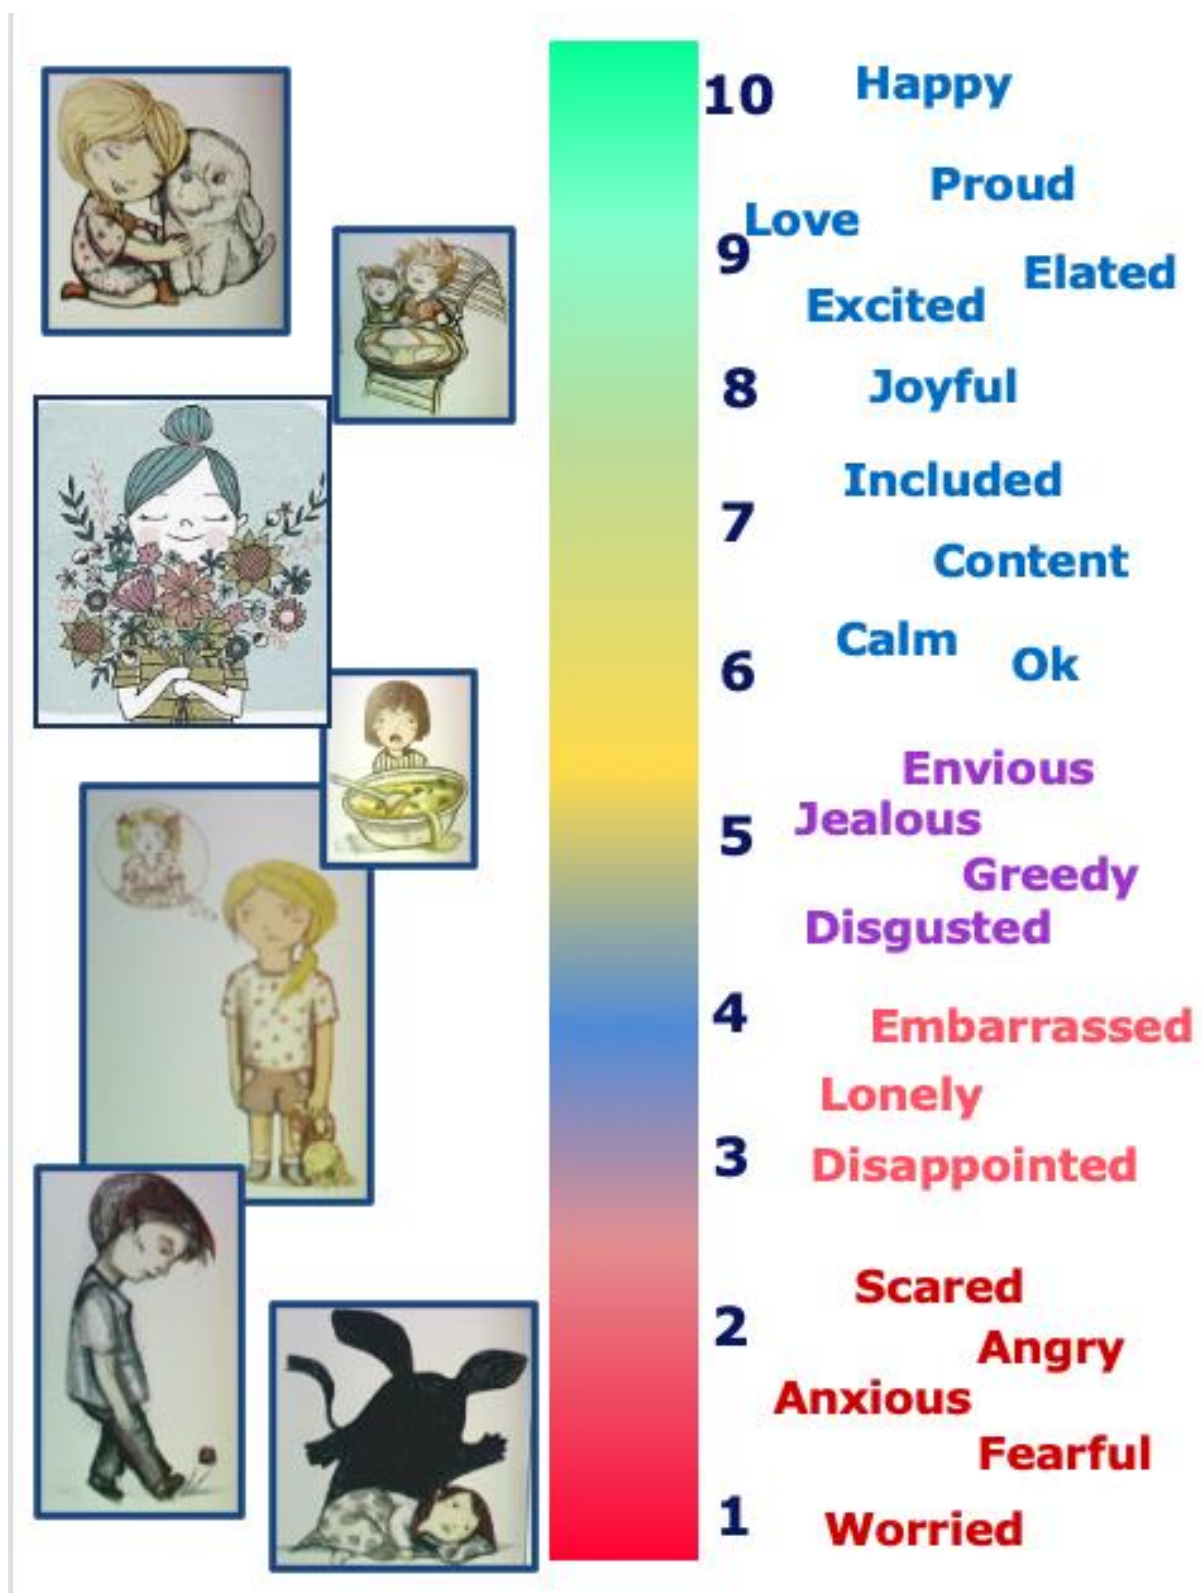 10 Happy
Proud
Love
9
Elated
Excited
8 Joyful
Included
7
Content
Calm
6 Ok
Envious
Jealous
5
Greedy
Disgusted
4 Embarrassed
Lonely
3 Disappointed
Scared
2
Angry
Anxious
Fearful
1 Worried